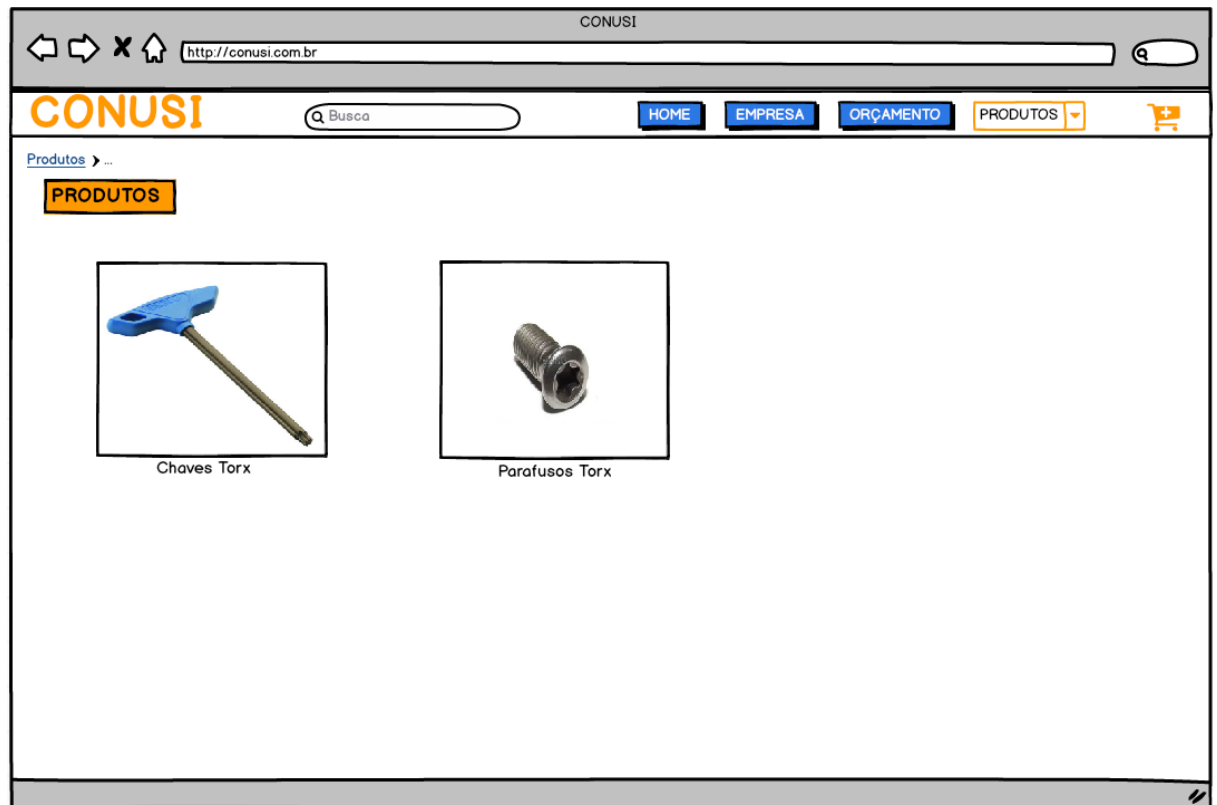 CONUSI
http://conusi.com.br
CONUSI
Busca
HOME
EMPRESA
ORÇAMENTO
PRODUTOS
Produtos ❯ ...
PRODUTOS
Chaves Torx
Parafusos Torx